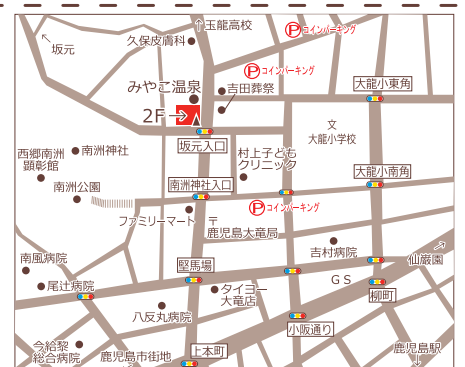 ↑玉龍高校
↖
坂元
久保皮膚科
Ⓟコインパーキング
Ⓟコインパーキング
みやこ温泉
吉田葬祭
大龍小東角
2F→
文
大龍小学校
坂元入口
西郷南洲
顕彰館
南洲神社
村上子ども
クリニック
大龍小南角
南洲公園
南洲神社入口
Ⓟコインパーキング
ファミリーマート
〒
鹿児島大竜局
南風病院
吉村病院
→
仙巌園
堅馬場
尾辻病院
タイヨー
大竜店
GS
柳町
八反丸病院
小阪通り
今給黎
総合病院
鹿児島市街地
↓
上本町
鹿児島駅
↓